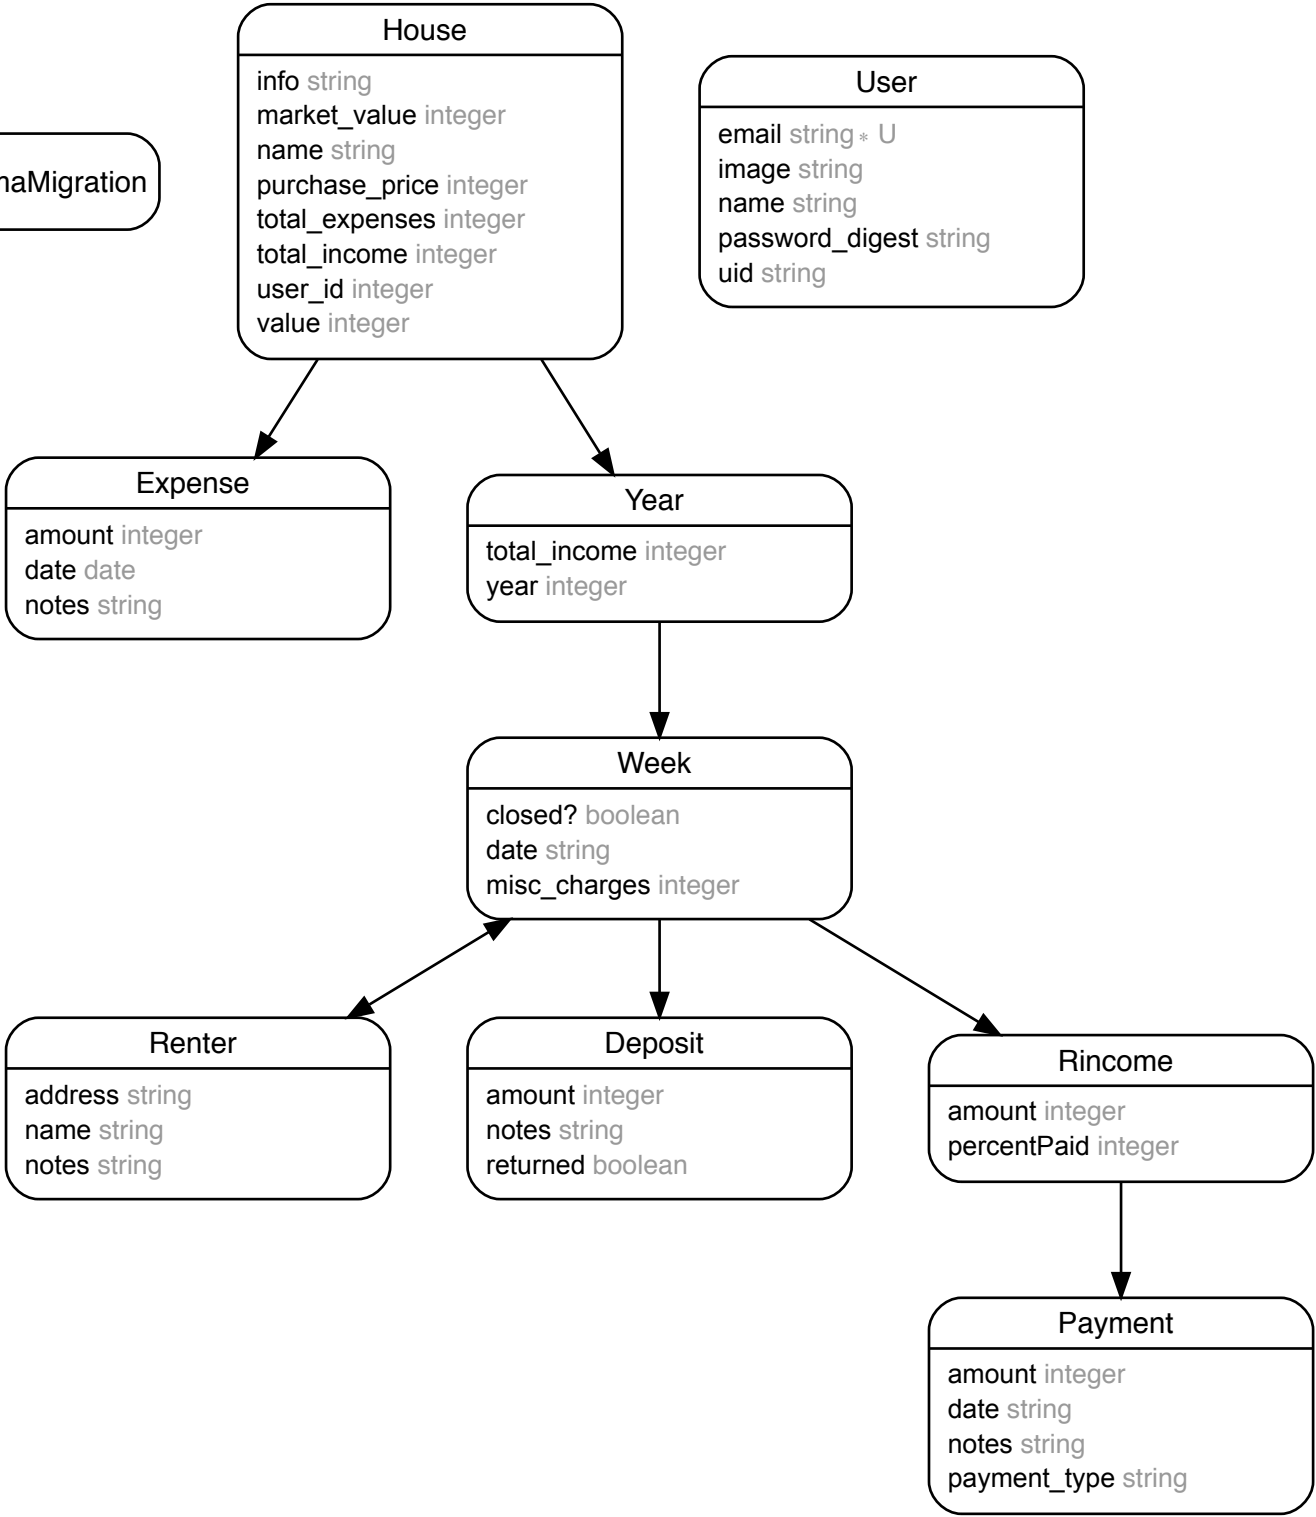 House
info string
market_value integer
name string
purchase_price integer
total_expenses integer
total_income integer
user_id integer
value integer
User
email string * U
image string
name string
password_digest string
uid string
maMigration
Expense
amount integer
date date
notes string
Year
total_income integer
year integer
Week
closed? boolean
date string
misc_charges integer
Renter
address string
name string
notes string
Deposit
amount integer
notes string
returned boolean
Rincome
amount integer
percentPaid integer
Payment
amount integer
date string
notes string
payment_type string